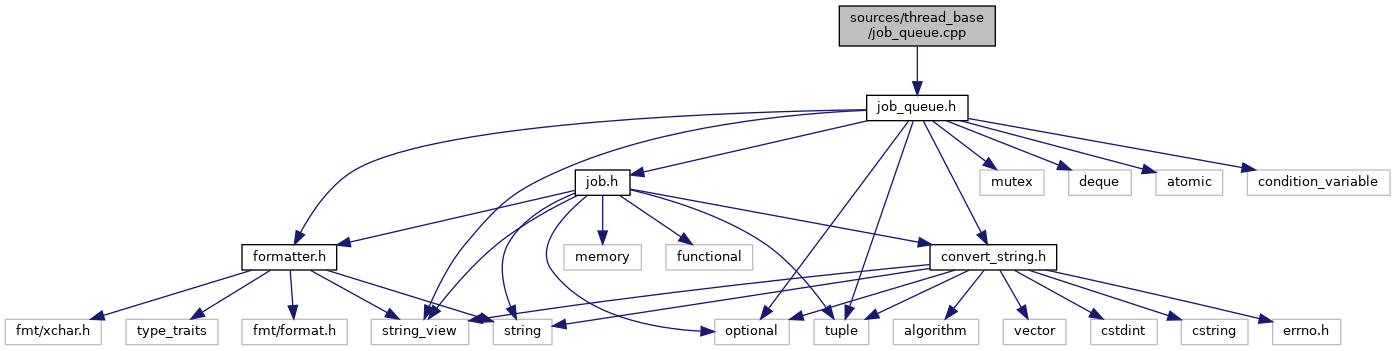 sources/thread_base
/job_queue.cpp
job_queue.h
job.h
mutex
deque
atomic
condition_variable
formatter.h
memory
functional
convert_string.h
fmt/xchar.h
type_traits
fmt/format.h
string_view
string
optional
tuple
algorithm
vector
cstdint
cstring
errno.h